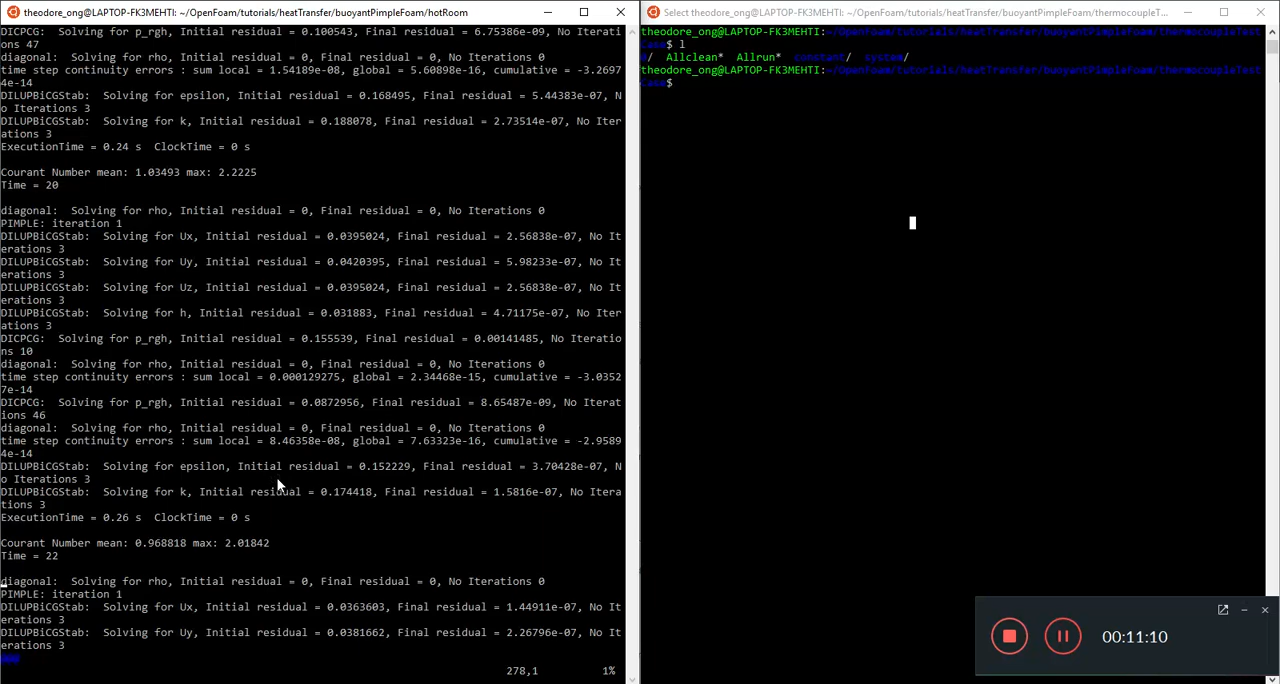 theodore_ong@LAPTOP-FK3MEHTI: ~/OpenFoam/tutorials/heatTransfer/buoyantPimpleFoam/hotRoom
DICPCG:  Solving for p_rgh, Initial residual = 0.100543, Final residual = 6.75386e-09, No Iterati
ons 47
diagonal:  Solving for rho, Initial residual = 0, Final residual = 0, No Iterations 0
time step continuity errors : sum local = 1.54189e-08, global = 5.60898e-16, cumulative = -3.2697
4e-14
DILUPBiCGStab:  Solving for epsilon, Initial residual = 0.168495, Final residual = 5.44383e-07, N
o Iterations 3
DILUPBiCGStab:  Solving for k, Initial residual = 0.188078, Final residual = 2.73514e-07, No Iter
ations 3
ExecutionTime = 0.24 s  ClockTime = 0 s
Courant Number mean: 1.03493 max: 2.2225
Time = 20
diagonal:  Solving for rho, Initial residual = 0, Final residual = 0, No Iterations 0
PIMPLE: iteration 1
DILUPBiCGStab:  Solving for Ux, Initial residual = 0.0395024, Final residual = 2.56838e-07, No It
erations 3
DILUPBiCGStab:  Solving for Uy, Initial residual = 0.0420395, Final residual = 5.98233e-07, No It
erations 3
DILUPBiCGStab:  Solving for Uz, Initial residual = 0.0395024, Final residual = 2.56838e-07, No It
erations 3
DILUPBiCGStab:  Solving for h, Initial residual = 0.031883, Final residual = 4.71175e-07, No Iter
ations 3
DICPCG:  Solving for p_rgh, Initial residual = 0.155539, Final residual = 0.00141485, No Iteratio
ns 10
diagonal:  Solving for rho, Initial residual = 0, Final residual = 0, No Iterations 0
time step continuity errors : sum local = 0.000129275, global = 2.34468e-15, cumulative = -3.0352
7e-14
DICPCG:  Solving for p_rgh, Initial residual = 0.0872956, Final residual = 8.65487e-09, No Iterat
ions 46
diagonal:  Solving for rho, Initial residual = 0, Final residual = 0, No Iterations 0
time step continuity errors : sum local = 8.46358e-08, global = 7.63323e-16, cumulative = -2.9589
4e-14
DILUPBiCGStab:  Solving for epsilon, Initial residual = 0.152229, Final residual = 3.70428e-07, N
o Iterations 3
DILUPBiCGStab:  Solving for k, Initial residual = 0.174418, Final residual = 1.5816e-07, No Itera
tions 3
ExecutionTime = 0.26 s  ClockTime = 0 s
Courant Number mean: 0.968818 max: 2.01842
Time = 22
diagonal:  Solving for rho, Initial residual = 0, Final residual = 0, No Iterations 0
PIMPLE: iteration 1
DILUPBiCGStab:  Solving for Ux, Initial residual = 0.0363603, Final residual = 1.44911e-07, No It
erations 3
DILUPBiCGStab:  Solving for Uy, Initial residual = 0.0381662, Final residual = 2.26796e-07, No It
erations 3
278,1 1%
Select theodore_ong@LAPTOP-FK3MEHTI: ~/OpenFoam/tutorials/heatTransfer/buoyantPimpleFoam/thermocoupleT...
theodore_ong@LAPTOP-FK3MEHTI:~/OpenFoam/tutorials/heatTransfer/buoyantPimpleFoam/thermocoupleTest
Case$ l
0/  Allclean*  Allrun*  constant/  system/
theodore_ong@LAPTOP-FK3MEHTI:~/OpenFoam/tutorials/heatTransfer/buoyantPimpleFoam/thermocoupleTest
Case$
00:11:10